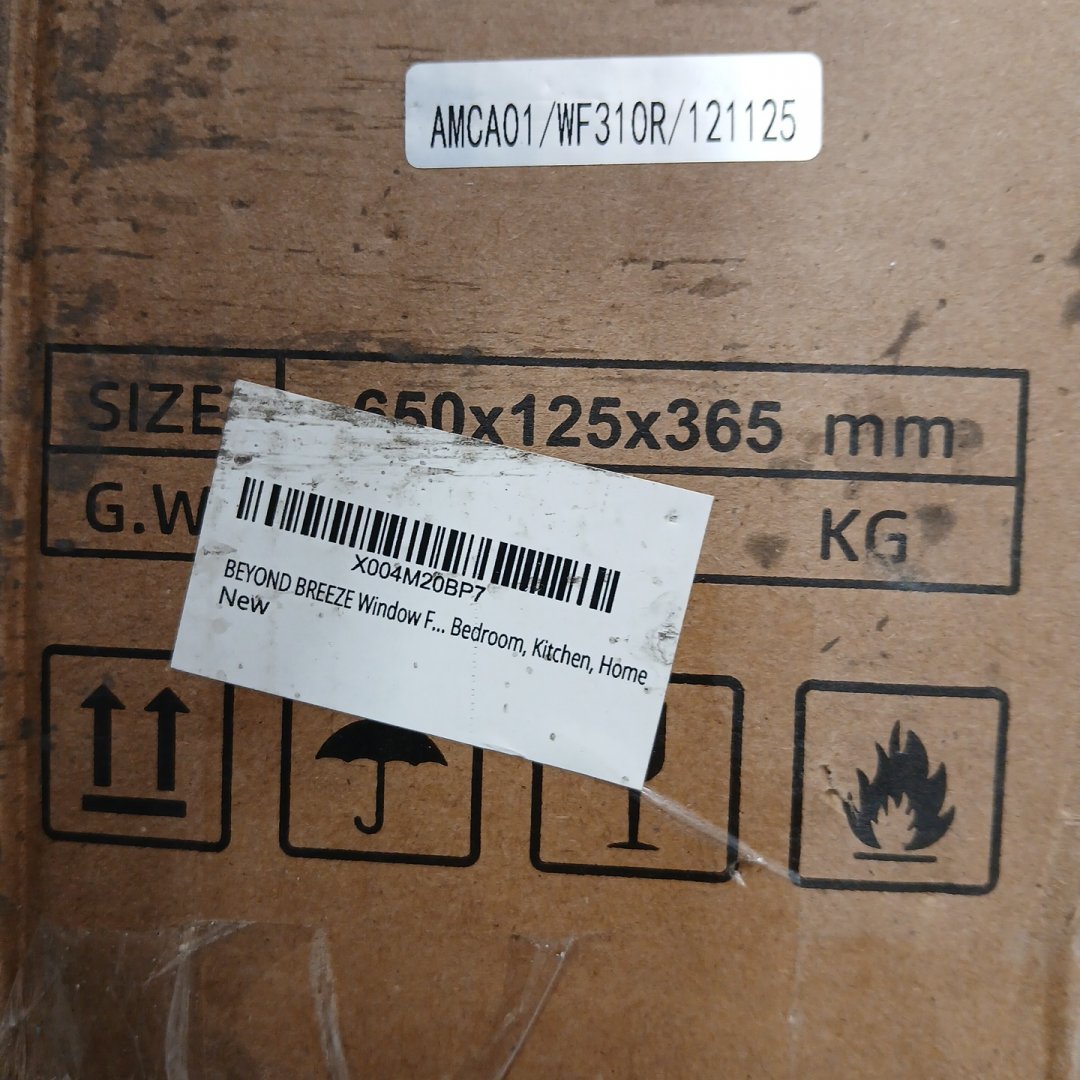 AMCA01/WF310R/121125
SIZE 650x125x365 mm
G.W KG
X004M20BP7
BEYOND BREEZE Window F... Bedroom, Kitchen, Home
New